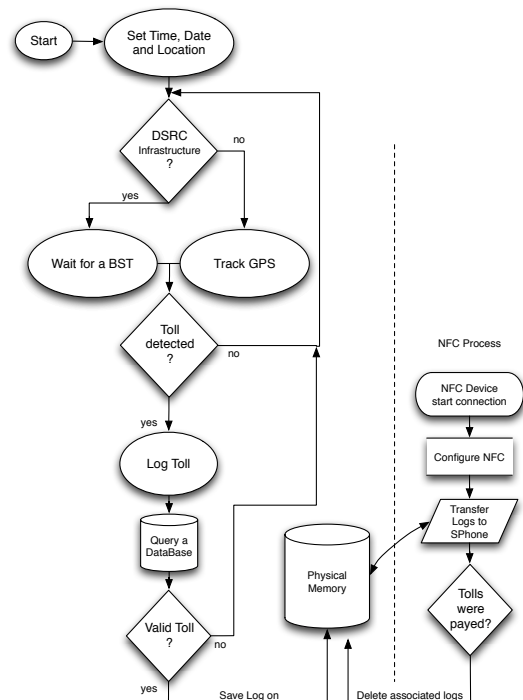 Start
Set Time, Date
and Location
DSRC
Infrastructure
?
no
yes
Wait for a BST
Track GPS
Toll
detected
?
no
yes
Log Toll
Query a
DataBase
Valid Toll
?
no
yes
Physical
Memory
Save Log on
NFC Process
NFC Device
start connection
Configure NFC
Transfer
Logs to
SPhone
Tolls
were
payed?
Delete associated logs